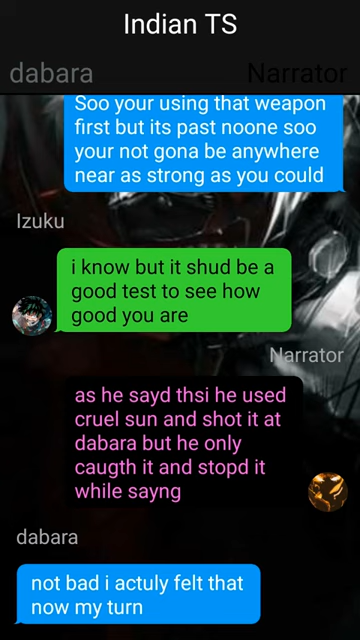 Indian TS
dabara
Narrator
Soo your using that weapon
first but its past noone soo
your not gona be anywhere
near as strong as you could
Izuku
i know but it shud be a
good test to see how
good you are
Narrator
as he sayd thsi he used
cruel sun and shot it at
dabara but he only
caugth it and stopd it
while sayng
dabara
not bad i actuly felt that
now my turn